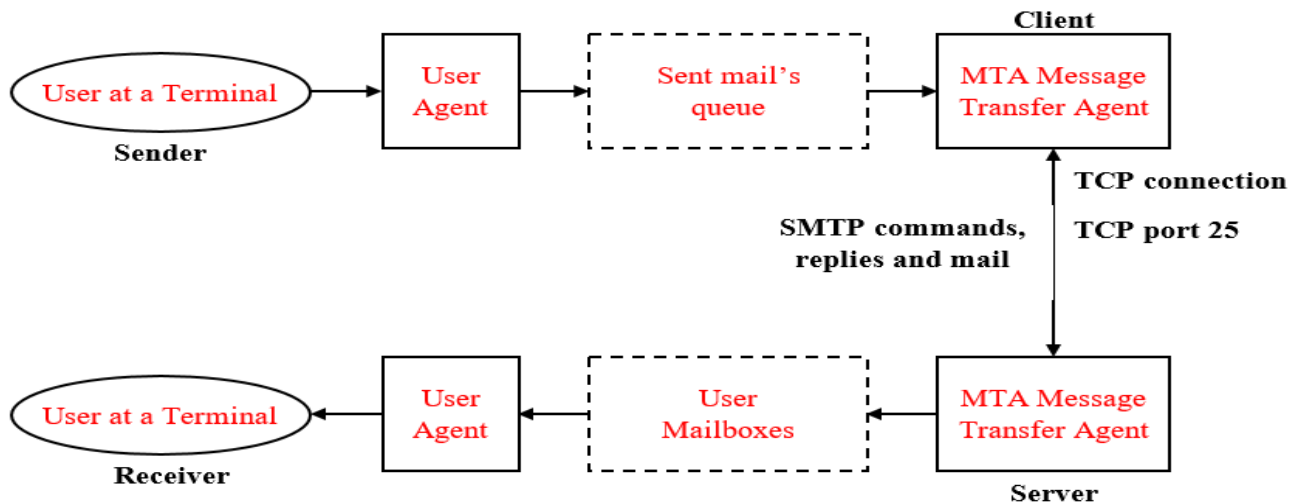 Client
User at a Terminal
User
Agent
Sent mail's
queue
MTA Message
Transfer Agent
Sender
TCP connection
SMTP commands,
replies and mail
TCP port 25
User at a Terminal
User
Agent
User
Mailboxes
MTA Message
Transfer Agent
Receiver
Server